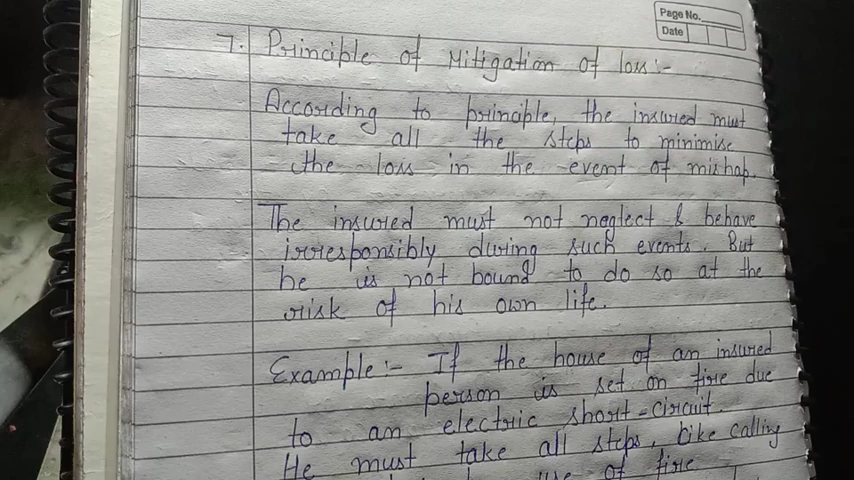 Page No.
Date
7. Principle of Mitigation of loss:-
According to principle, the insured must
take all the steps to minimise
the loss in the event of mishap.
The insured must not neglect & behave
irresponsibly during such events. But
he is not bound to do so at the
risk of his own life.
Example:- If the house of an insured
person is set on fire due
to an electric short-circuit.
He must take all steps, like calling
use of fire